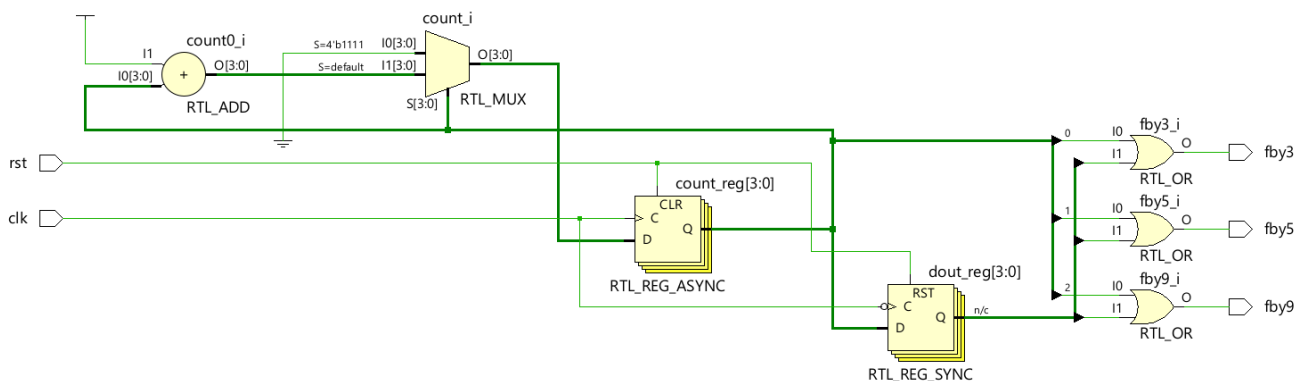 count_i
count0_i
S=4'b1111 I0[3:0]
I1 O[3:0] S=default I1[3:0] O[3:0]
I0[3:0] +
S[3:0] RTL_MUX
RTL_ADD
0 I0 fby3_i
O
rst I1 fby3
RTL_OR
count_reg[3:0]
CLR
clk C
Q
D
RTL_REG_ASYNC
1 I0 fby5_i
O
I1 fby5
RTL_OR
dout_reg[3:0]
RST
C
Q n/c
D
RTL_REG_SYNC
2 I0 fby9_i
O
I1 fby9
RTL_OR